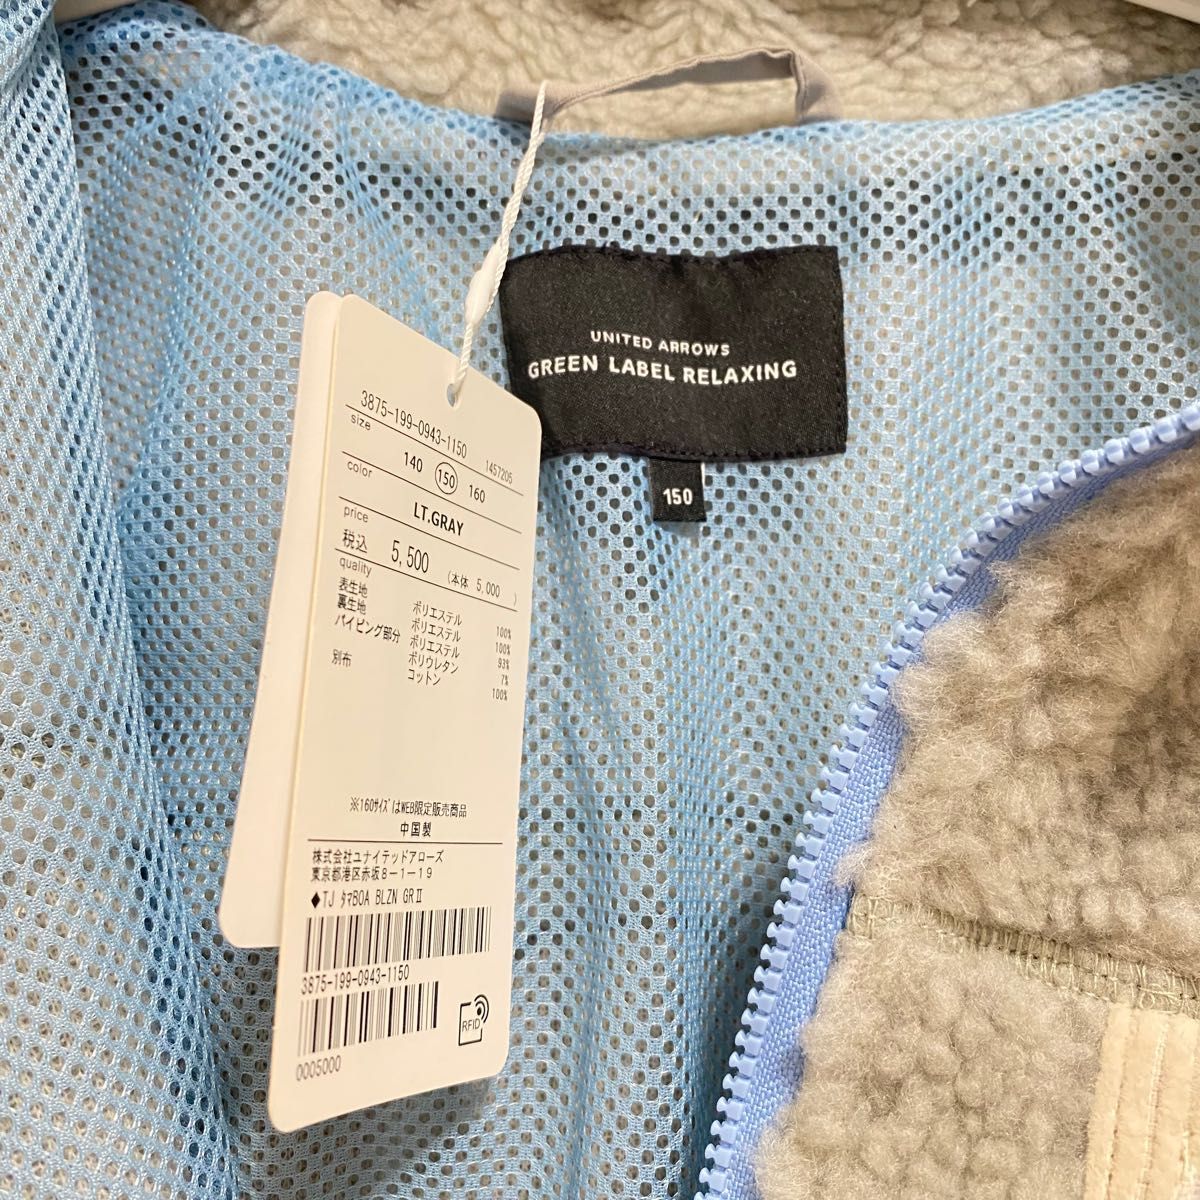 UNITED ARROWS
GREEN LABEL RELAXING
150
3875-199-0943-1150
size 1457205
140 150 160
color
LT.GRAY
price
税込 5,500 (本体 5,000 )
quality
表生地 ポリエステル 100%
裏生地 ポリエステル 100%
パイピング部分 ポリエステル 93%
ポリウレタン 7%
別布 コットン 100%
※160ｻｲｽﾞはWEB限定販売商品
中国製
株式会社ユナイテッドアローズ
東京都港区赤坂8-1-19
◆TJ ﾀﾏBOA BLZN GRⅡ
3875-199-0943-1150
0005000
RFID